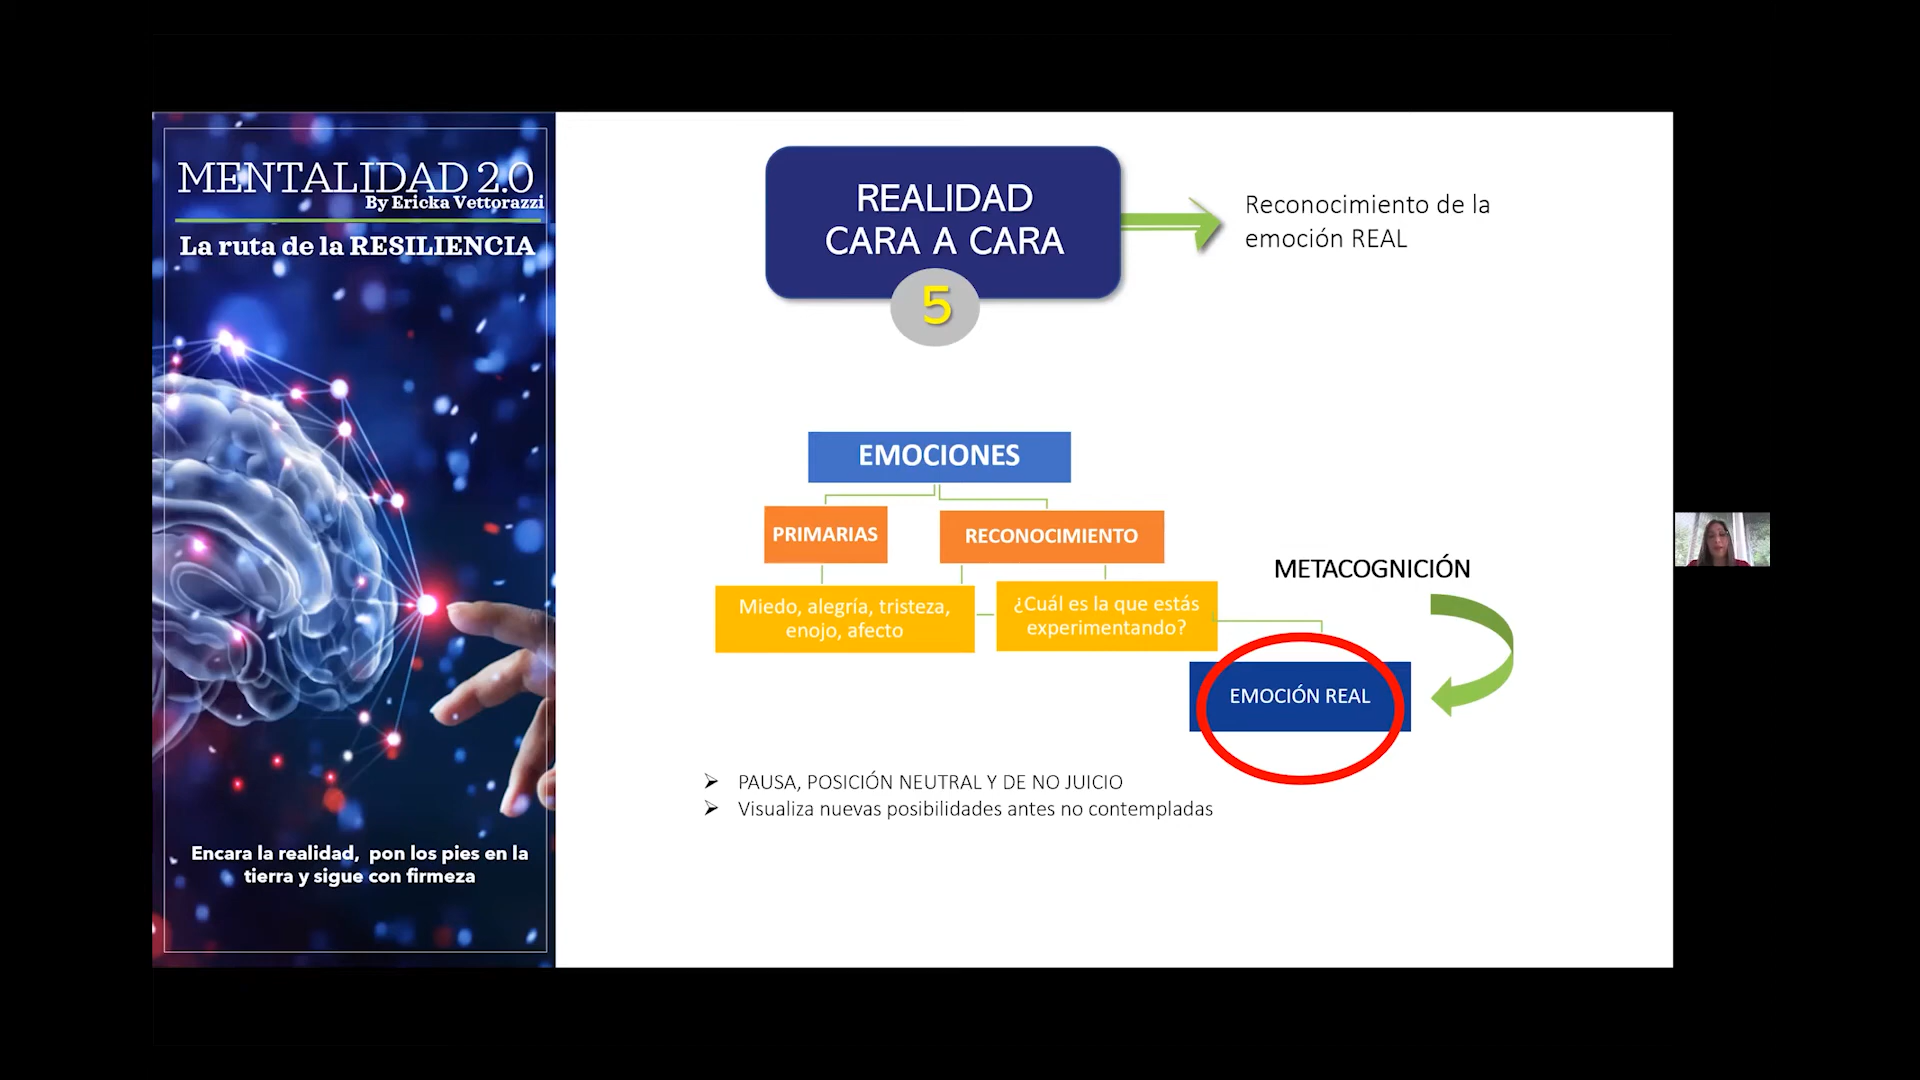 MENTALIDAD 2.0
By Ericka Vettorazzi
La ruta de la RESILIENCIA
Encara la realidad, pon los pies en la
tierra y sigue con firmeza
REALIDAD
CARA A CARA
5
Reconocimiento de la
emoción REAL
EMOCIONES
PRIMARIAS
RECONOCIMIENTO
Miedo, alegría, tristeza,
enojo, afecto
¿Cuál es la que estás
experimentando?
METACOGNICIÓN
EMOCIÓN REAL
PAUSA, POSICIÓN NEUTRAL Y DE NO JUICIO
Visualiza nuevas posibilidades antes no contempladas